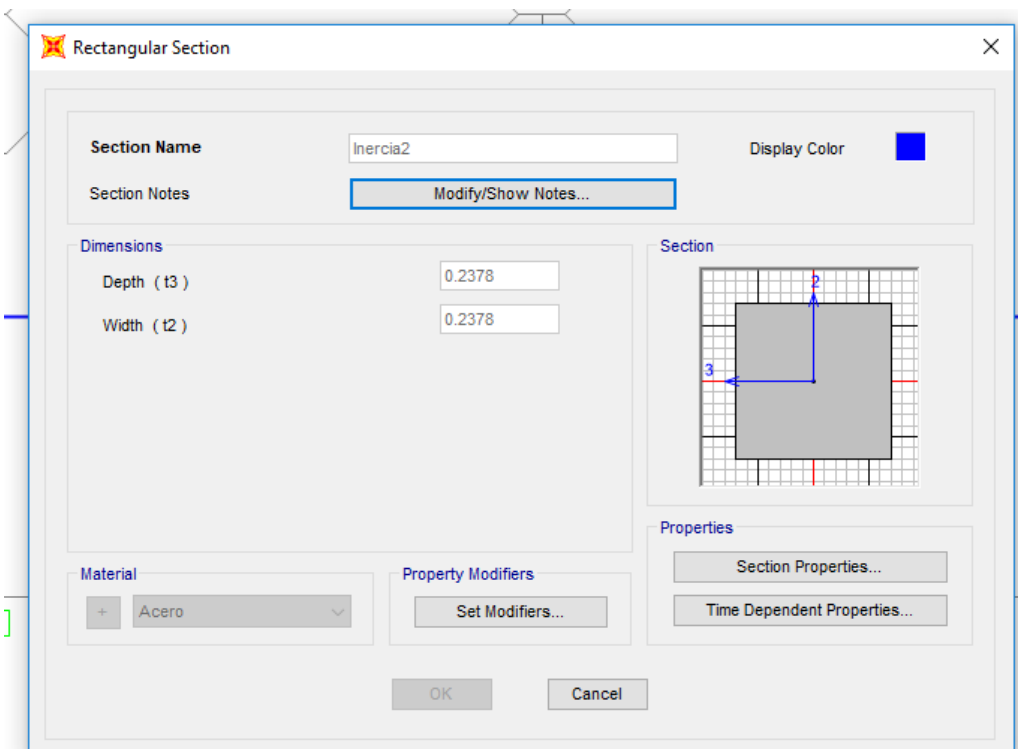 Rectangular Section
Section Name Inercia2 Display Color
Section Notes Modify/Show Notes...
Dimensions
Depth ( t3 ) 0.2378
Width ( t2 ) 0.2378
Section
2
3
Properties
Section Properties...
Time Dependent Properties...
Material
+ Acero
Property Modifiers
Set Modifiers...
OK Cancel